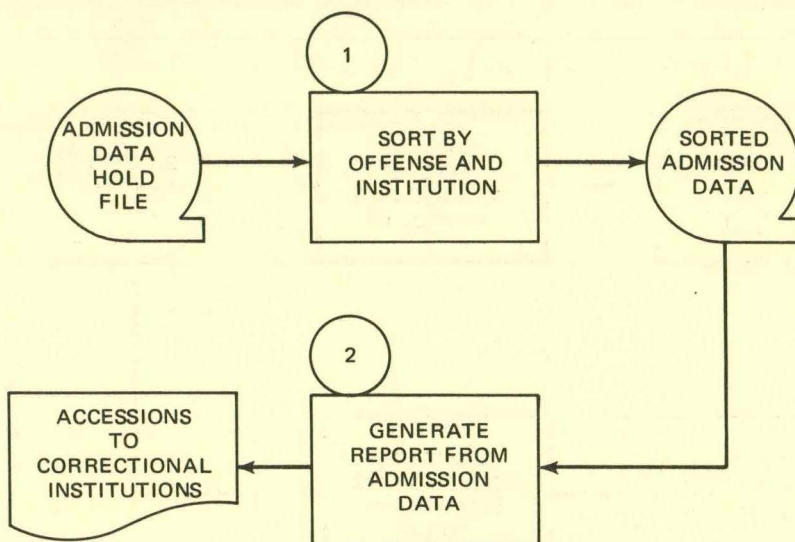 1
ADMISSION
DATA
HOLD
FILE
SORT BY
OFFENSE AND
INSTITUTION
SORTED
ADMISSION
DATA
2
ACCESSIONS
TO
CORRECTIONAL
INSTITUTIONS
GENERATE
REPORT FROM
ADMISSION
DATA